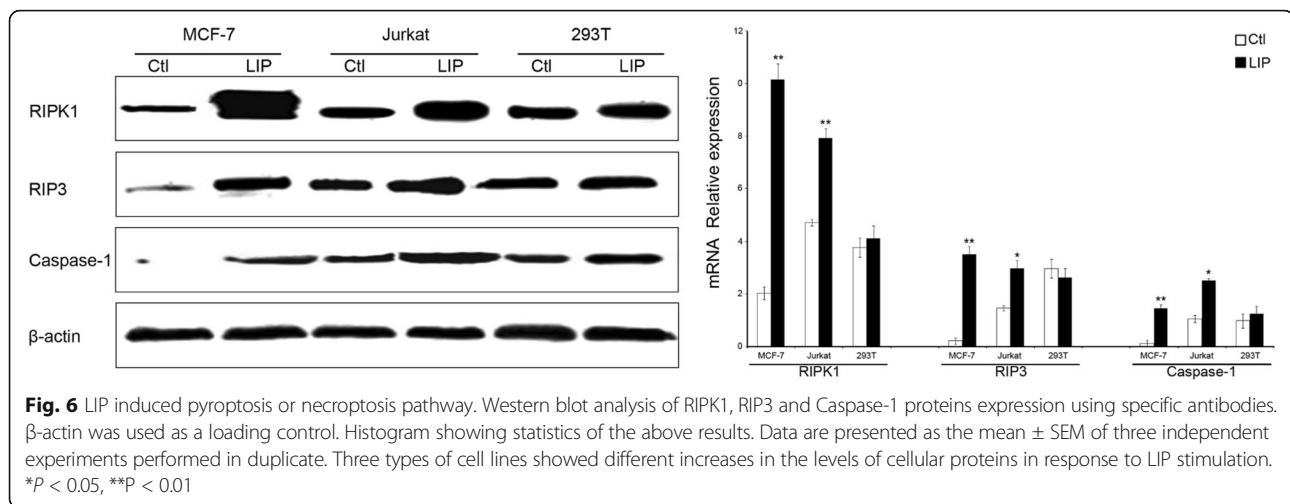 MCF-7 Jurkat 293T
Ctl LIP Ctl LIP Ctl LIP
RIPK1
RIP3
Caspase-1
β-actin
mRNA Relative expression
12
0
8
6
4
2
0
Ctl
LIP
**
**
**
*
**
*
MCF-7 Jurkat 293T MCF-7 Jurkat 293T MCF-7 Jurkat 293T
RIPK1 RIP3 Caspase-1
Fig. 6 LIP induced pyroptosis or necroptosis pathway. Western blot analysis of RIPK1, RIP3 and Caspase-1 proteins expression using specific antibodies.
β-actin was used as a loading control. Histogram showing statistics of the above results. Data are presented as the mean ± SEM of three independent
experiments performed in duplicate. Three types of cell lines showed different increases in the levels of cellular proteins in response to LIP stimulation.
*P < 0.05, **P < 0.01